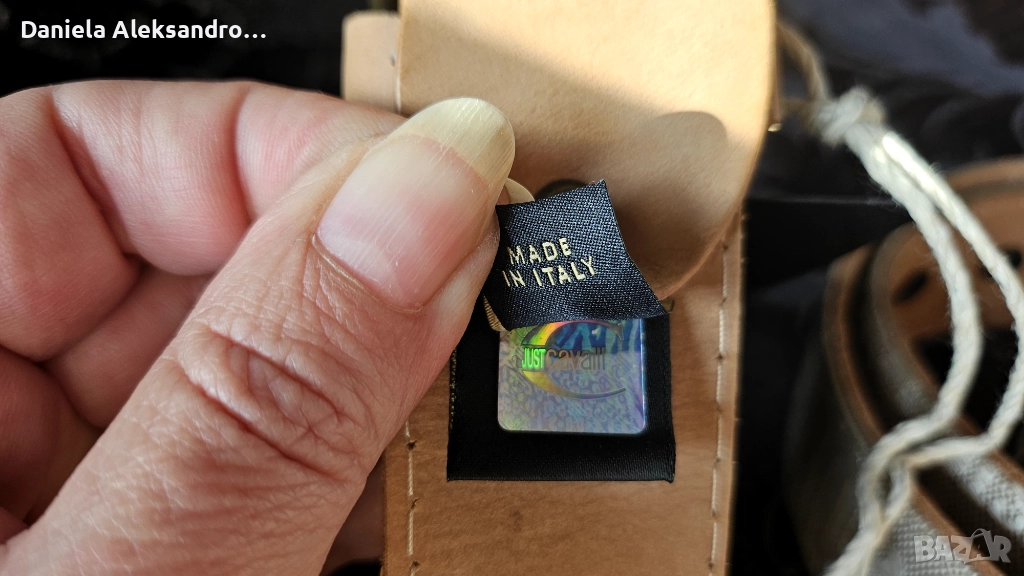 Daniela Aleksandro...
MADE
IN ITALY
JUST cavalli
BAZAR